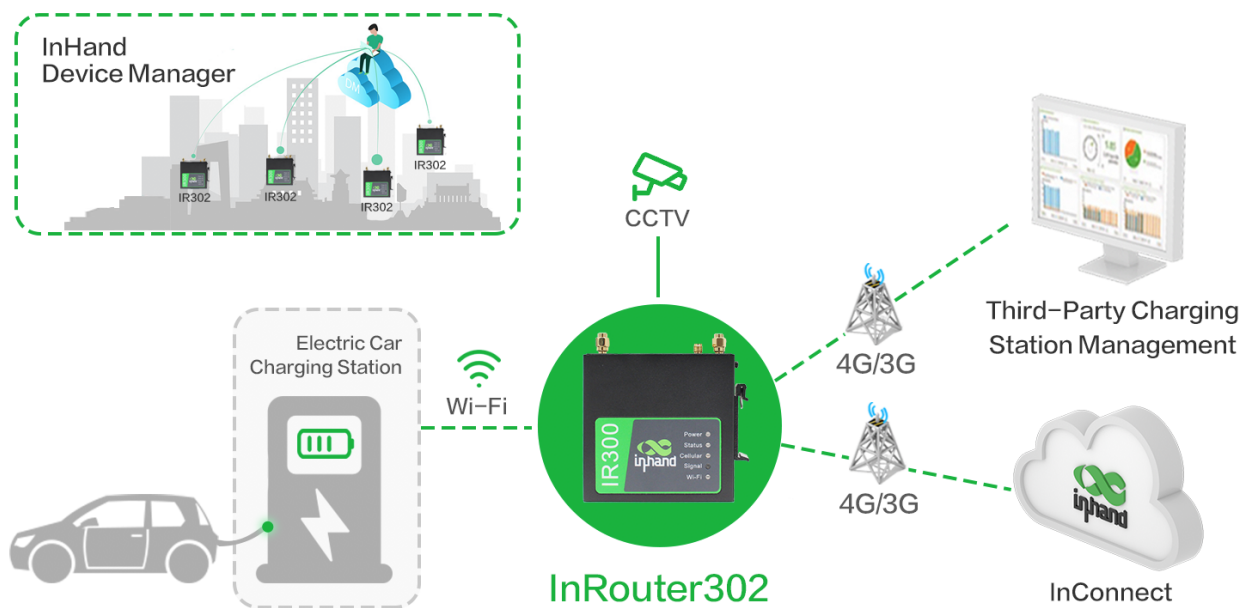 InHand
Device Manager
DM
IR302
IR302
IR302
IR302
CCTV
Electric Car
Charging Station
Wi-Fi
4G/3G
4G/3G
Third-Party Charging
Station Management
IR300
inhand
Power
Status
Cellular
Signal
Wi-Fi
inhand
InRouter302
InConnect